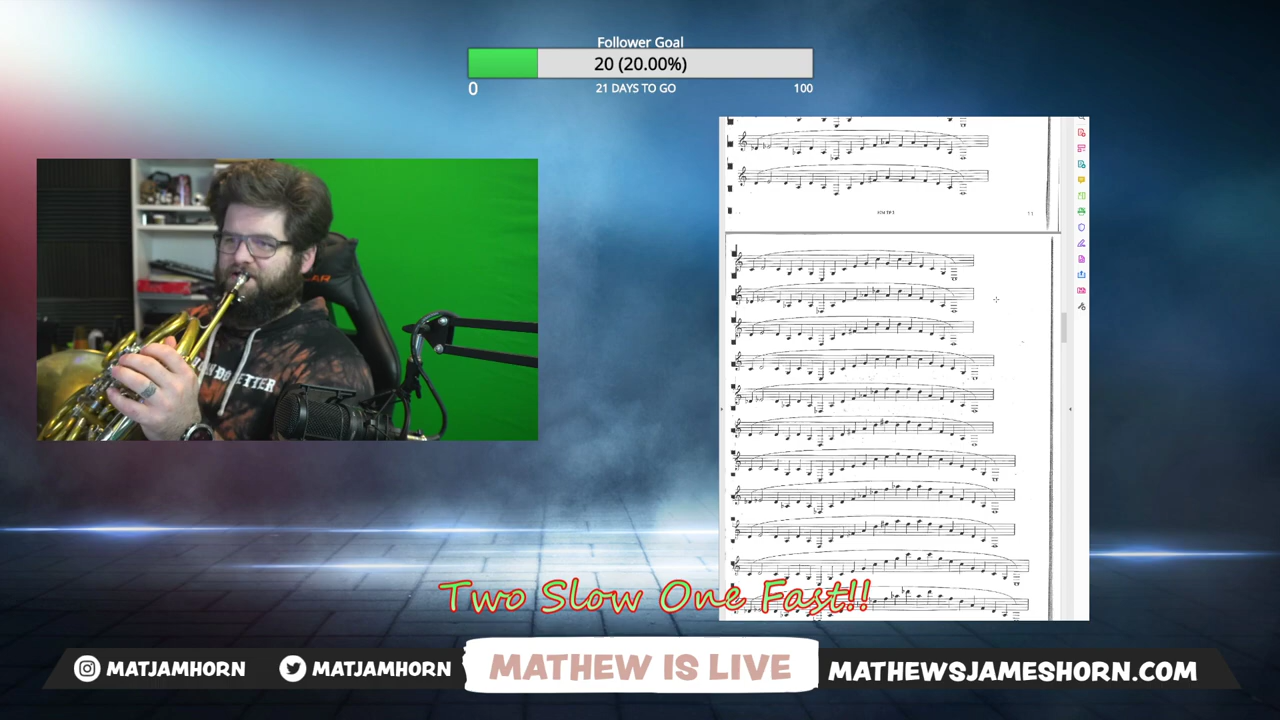 Follower Goal
20 (20.00%)
0
21 DAYS TO GO
100
11
Two Slow One Fast!!
MATJAMHORN
MATJAMHORN
MATHEW IS LIVE
MATHEWSJAMESHORN.COM